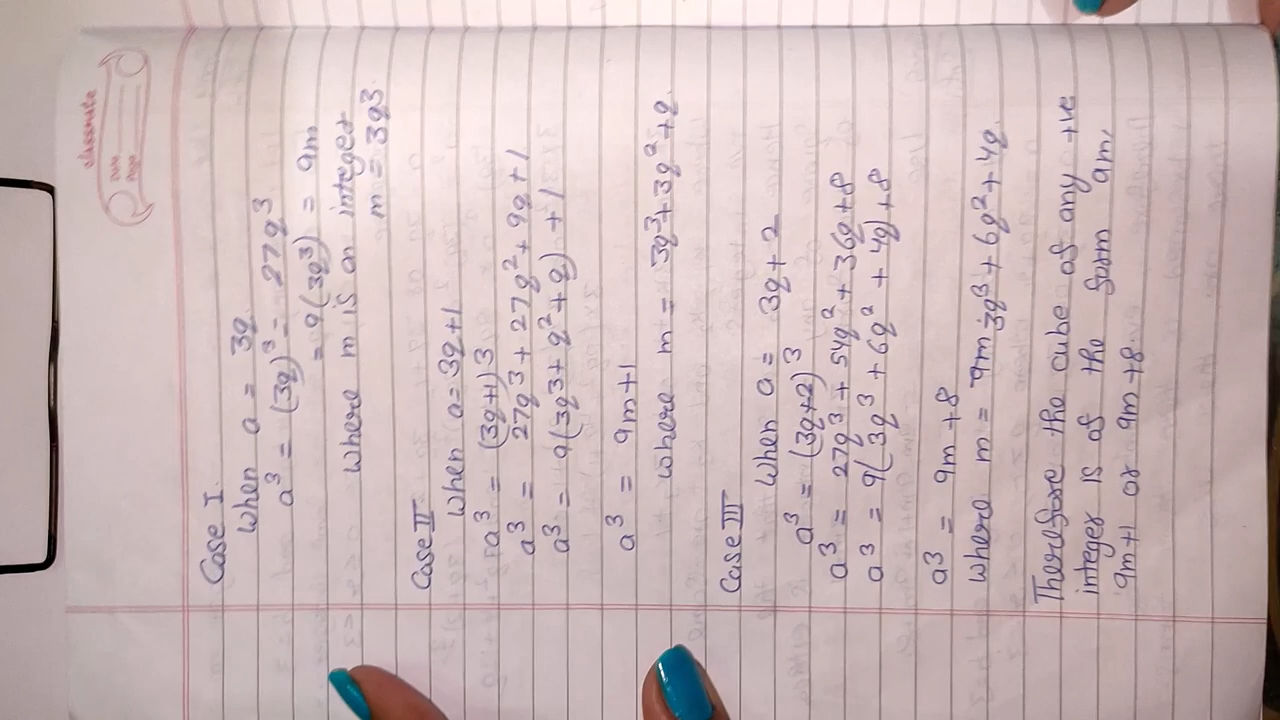 classmate
Date
Page
Case I
When a = 3q
a³ = (3q)³ = 27q³
= 9(3q³) = 9m
where m is an integer
m = 3q3.
Case II
When a = 3q+1
a³ = (3q+1)3
a³ = 27q³ + 27q² + 9q + 1
a³ = 9(3q³ + q² + q) + 1
a³ = 9m+1
where m = 3q³ + 3q² + q.
Case III
When a = 3q + 2
a³ = (3q+2)³
a³ = 27q³ + 54q² + 36q + 8
a³ = 9(3q³ + 6q² + 4q) + 8
a3 = 9m + 8
where m = 9m. 3q3 + 6q² + 4q.
Therefore the cube of any +ve
integer is of the form 9m,
9m+1 or 9m+8.